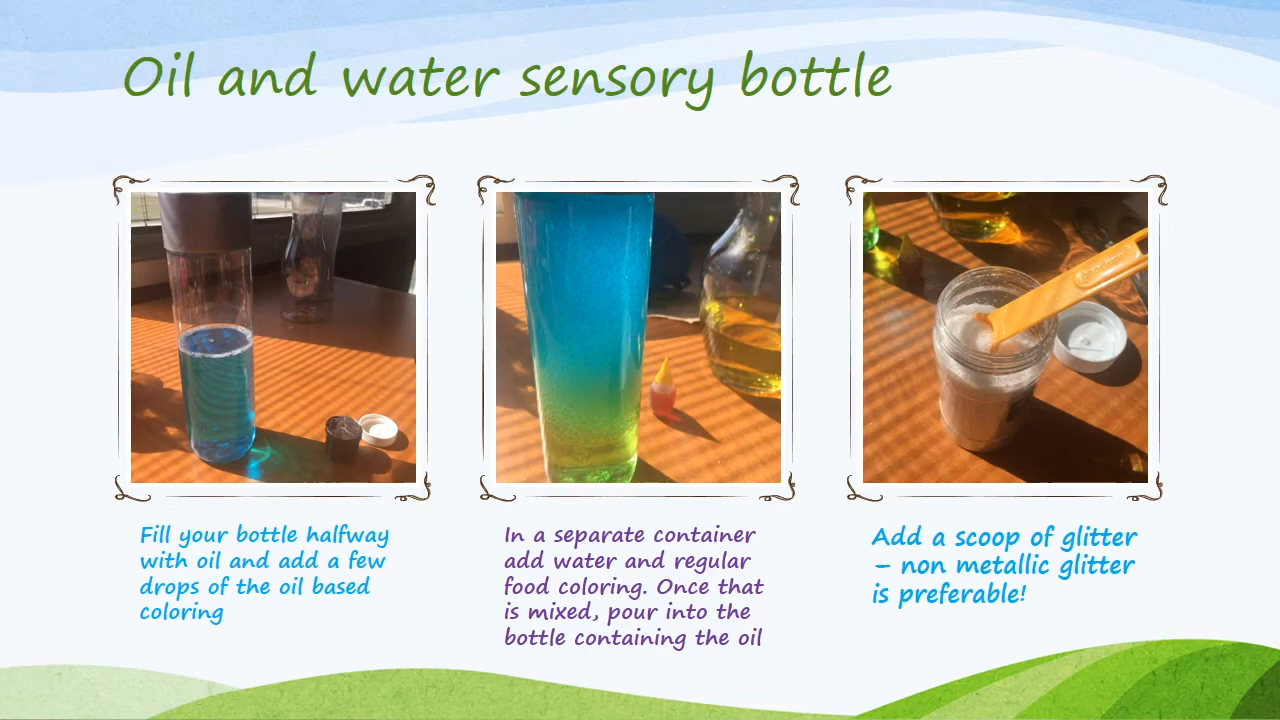 Oil and water sensory bottle
Fill your bottle halfway
with oil and add a few
drops of the oil based
coloring
In a separate container
add water and regular
food coloring. Once that
is mixed, pour into the
bottle containing the oil
Add a scoop of glitter
– non metallic glitter
is preferable!